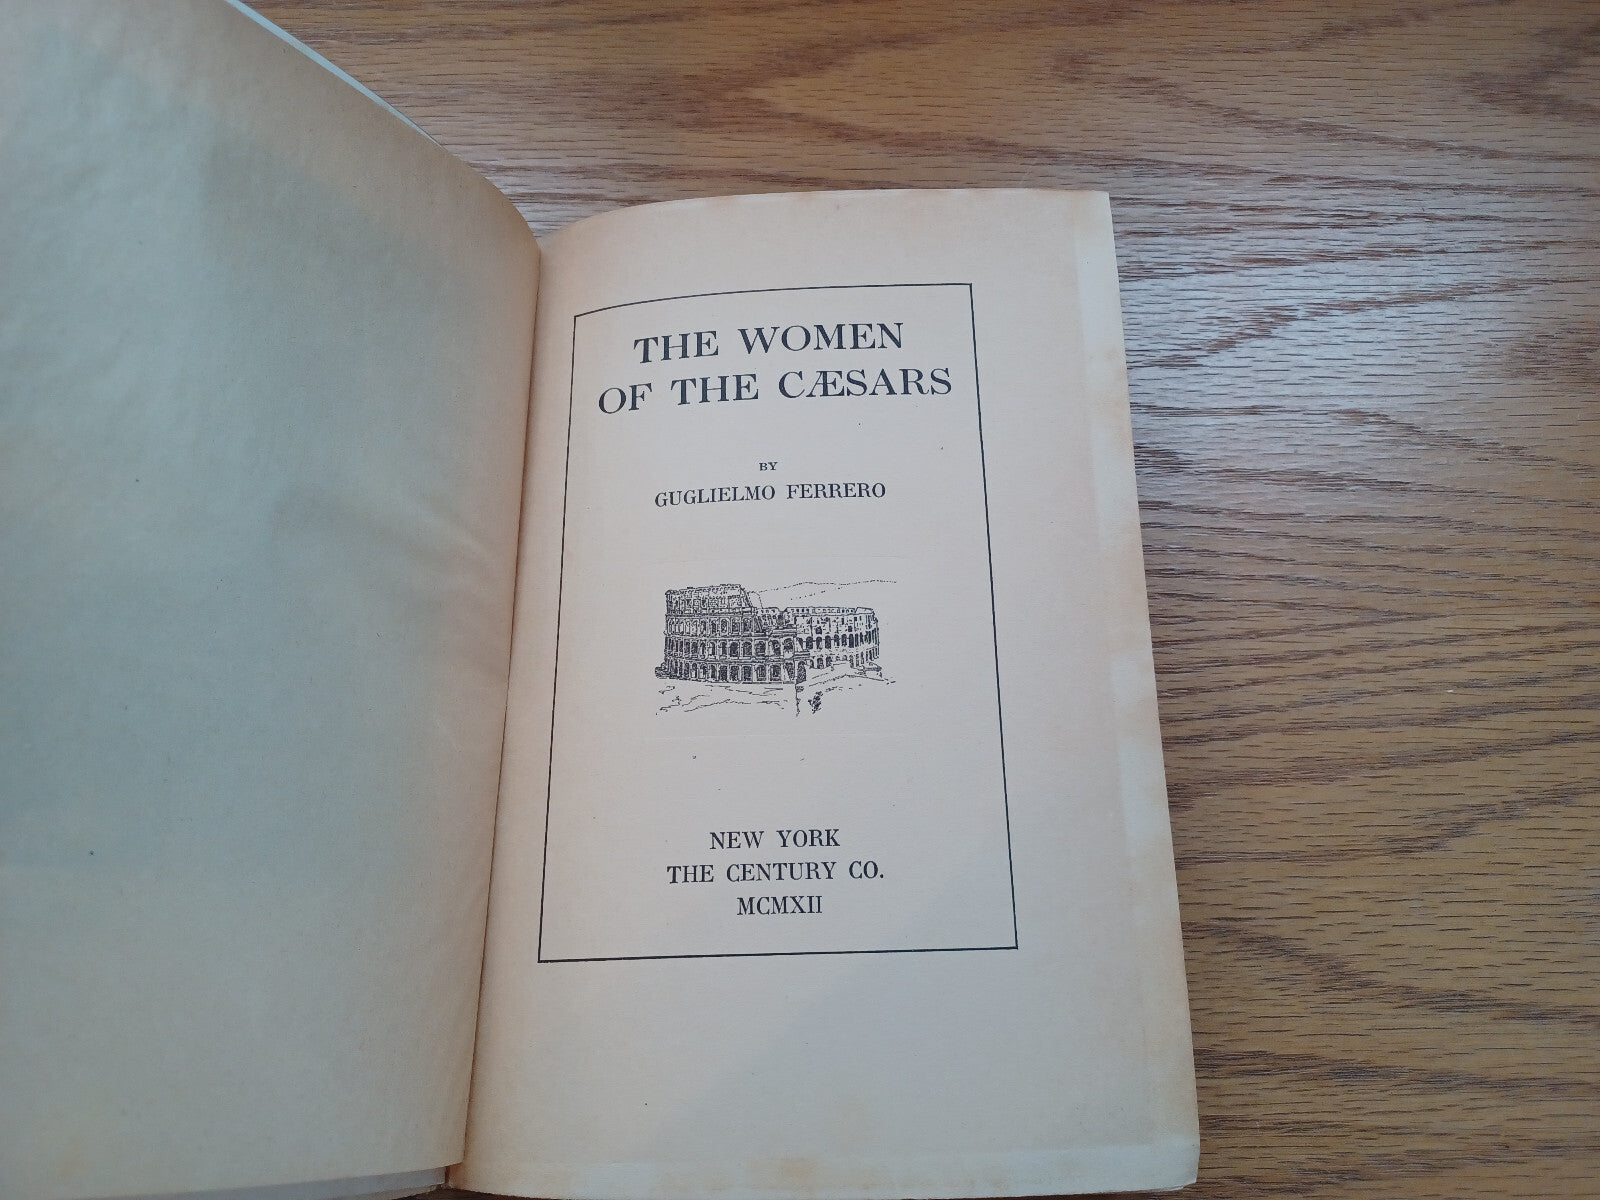 THE WOMEN
OF THE CÆSARS
BY
GUGLIELMO FERRERO
NEW YORK
THE CENTURY CO.
MCMXII